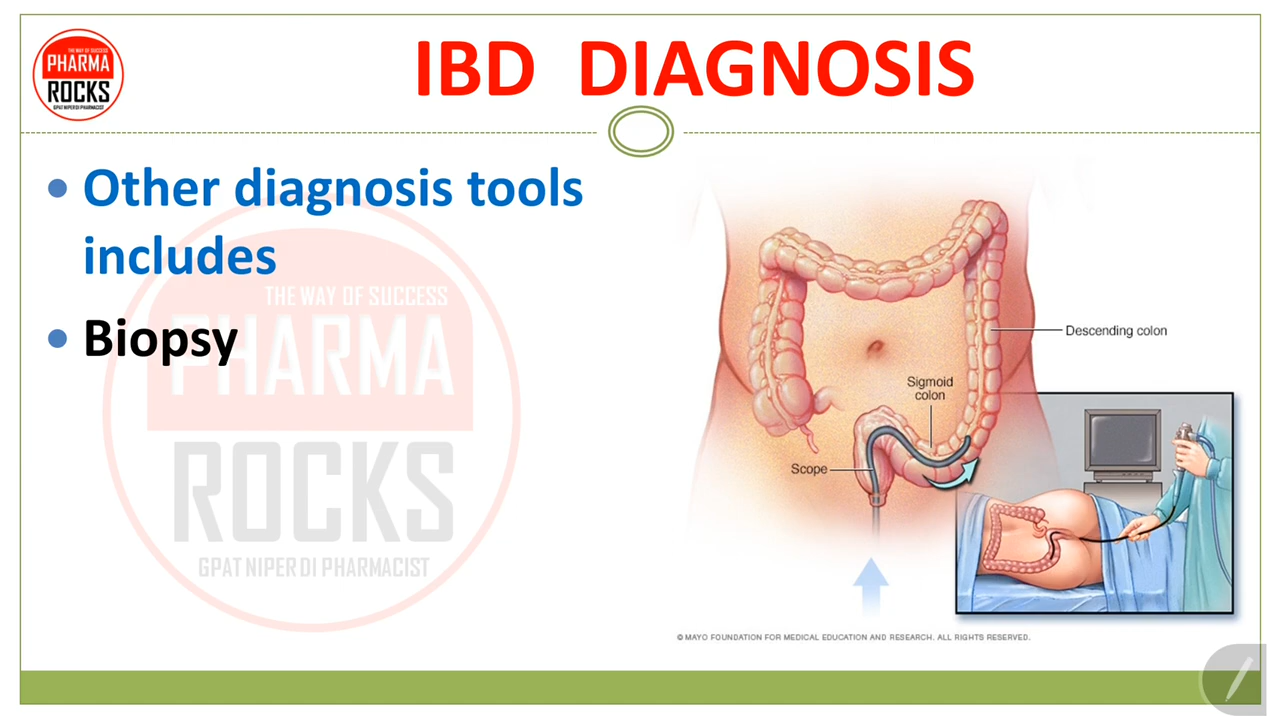 THE WAY OF SUCCESS
PHARMA
ROCKS
GPAT NIPER DI PHARMACIST
IBD DIAGNOSIS
• Other diagnosis tools
includes
• Biopsy
THE WAY OF SUCCESS
PHARMA
ROCKS
GPAT NIPER DI PHARMACIST
Descending colon
Sigmoid
colon
Scope
© MAYO FOUNDATION FOR MEDICAL EDUCATION AND RESEARCH. ALL RIGHTS RESERVED.